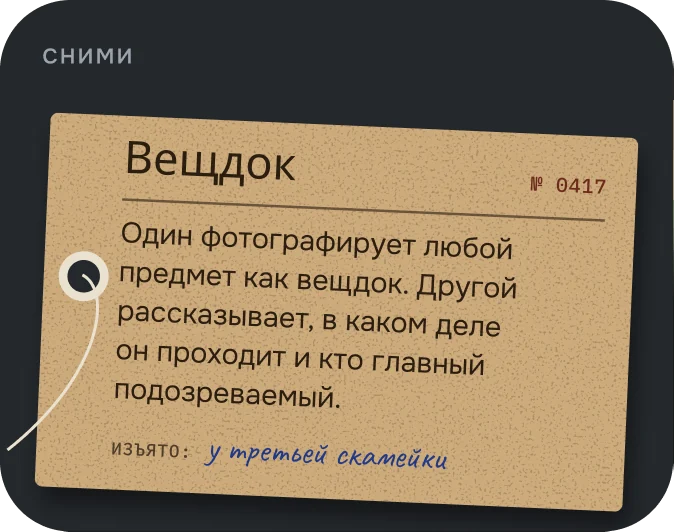 СНИМИ
Вещдок
№ 0417
Один фотографирует любой
предмет как вещдок. Другой
рассказывает, в каком деле
он проходит и кто главный
подозреваемый.
ИЗЪЯТО: у третьей скамейки